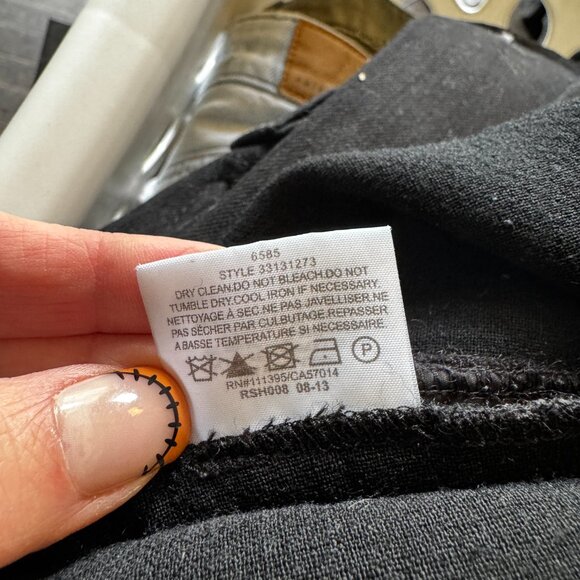 6585
STYLE 33131273
DRY CLEAN.DO NOT BLEACH.DO NOT
TUMBLE DRY.COOL IRON IF NECESSARY.
NETTOYAGE À SEC.NE PAS JAVELLISER.NE
PAS SÉCHER PAR CULBUTAGE.REPASSER
A BASSE TEMPERATURE SI NECESSAIRE.
P
RN#111395/CA57014
RSH008 08-13